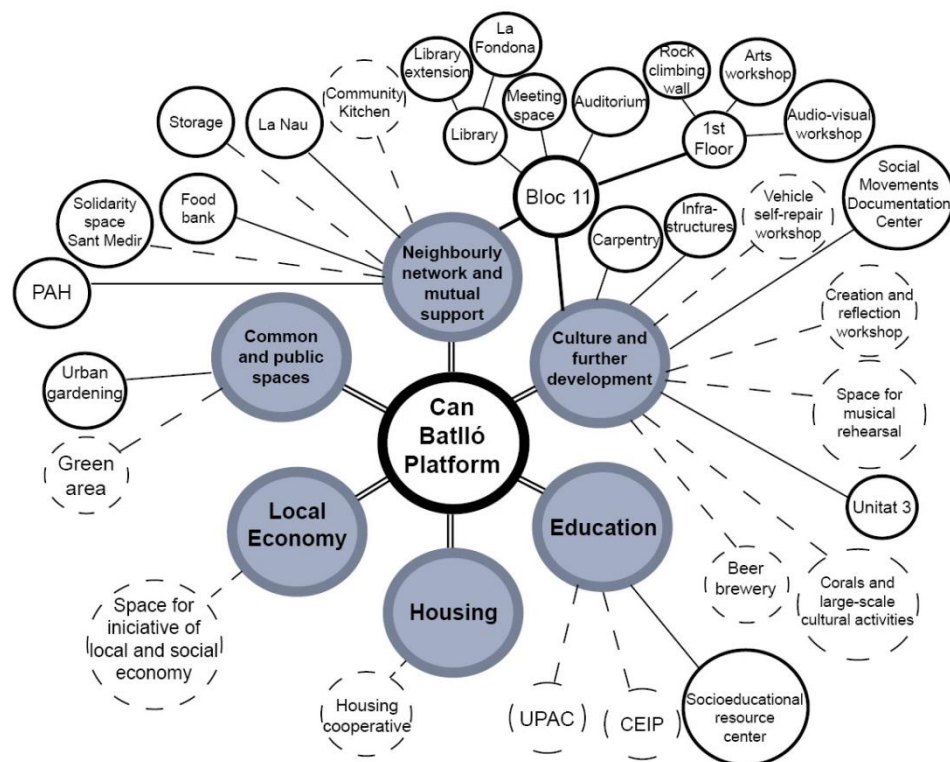 La
Fondona
Library
extension
Rock
climbing
wall
Arts
workshop
Community
Kitchen
Meeting
space
Auditorium
Storage
La Nau
Library
1st
Floor
Audio-visual
workshop
Solidarity
space
Sant Medir
Food
bank
Bloc 11
Social
Movements
Documentation
Center
Vehicle
self-repair
workshop
Infra-
structures
Carpentry
PAH
Neighbourly
network and
mutual
support
Creation and
reflection
workshop
Common
and public
spaces
Culture and
further
development
Urban
gardening
Space for
musical
rehearsal
Can
Batlló
Platform
Green
area
Unitat 3
Local
Economy
Education
Beer
brewery
Corals and
large-scale
cultural activities
Space for
iniciative of
local and social
economy
Housing
Housing
cooperative
UPAC
CEIP
Socioeducational
resource
center